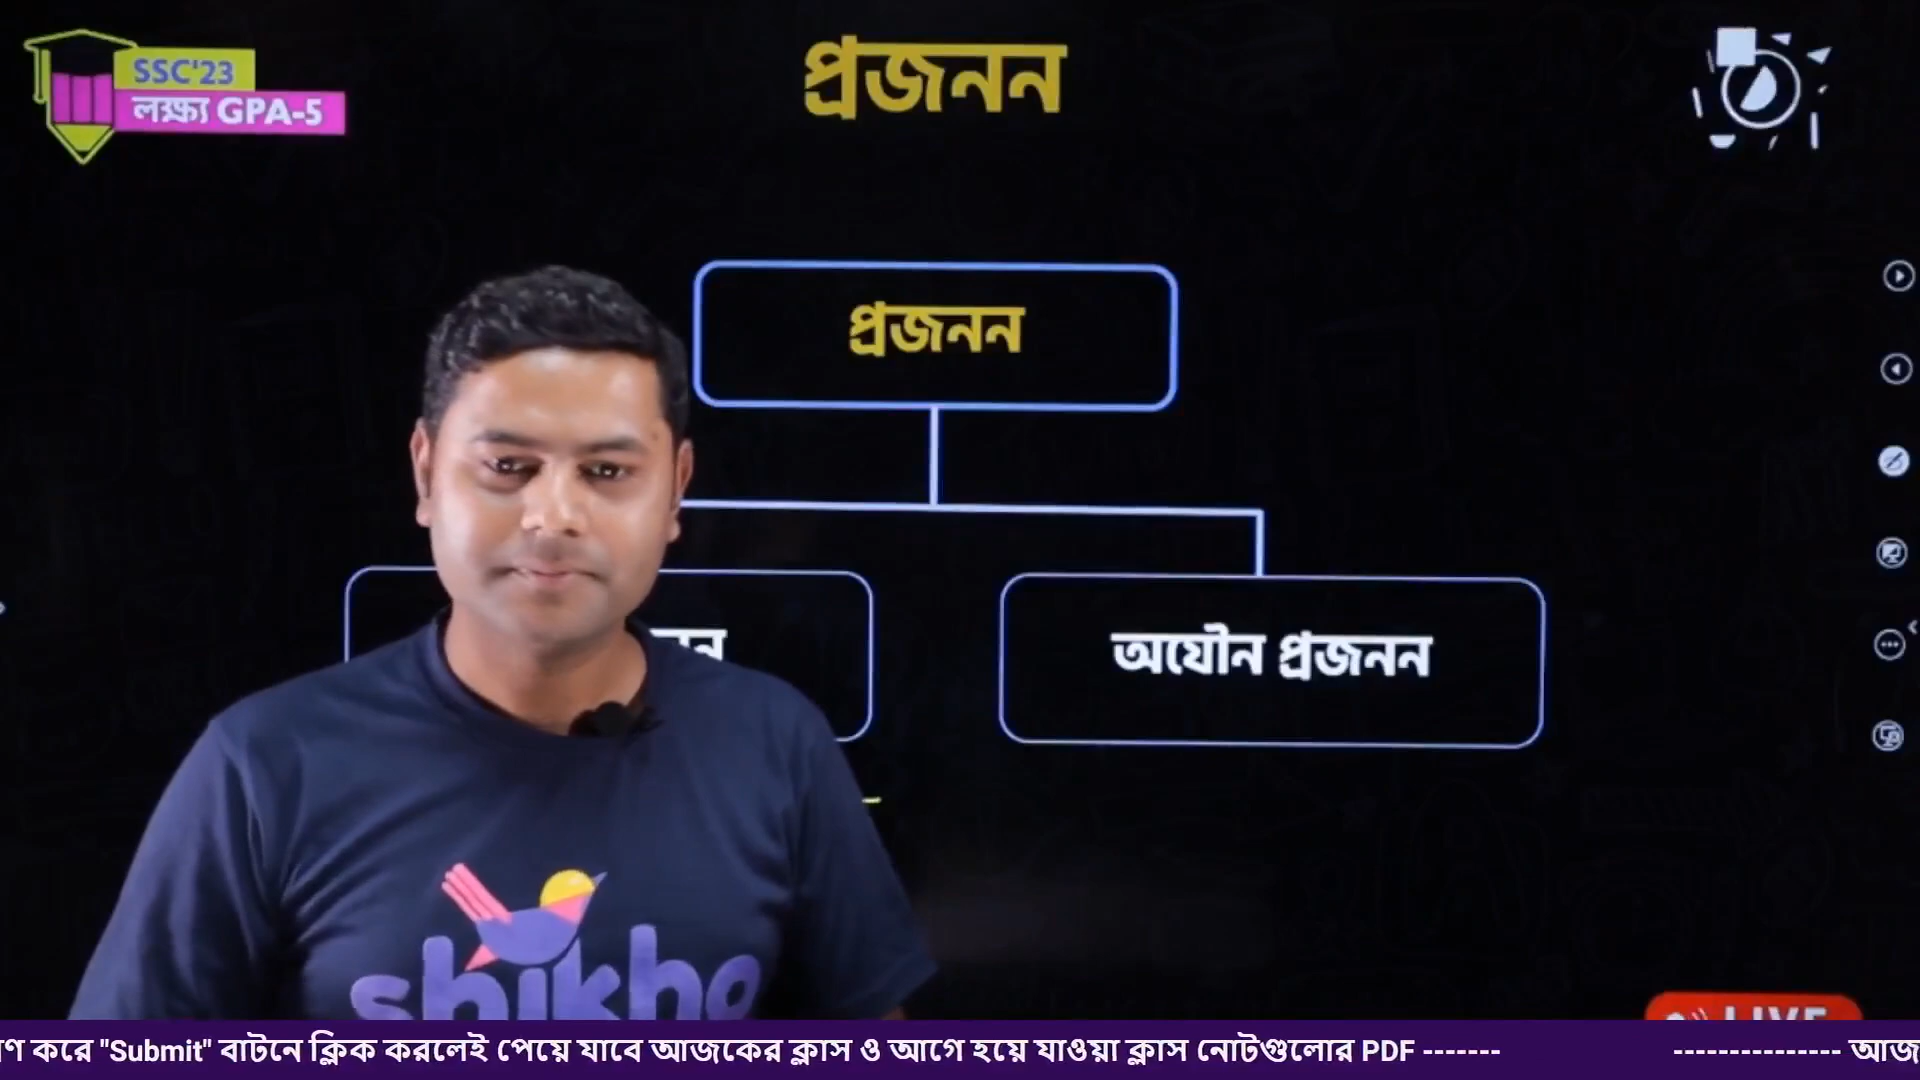 SSC'23
লক্ষ্য GPA-5
প্রজনন
প্রজনন
অযৌন প্রজনন
shikho
LIVE
করে "Submit" বাটনে ক্লিক করলেই পেয়ে যাবে আজকের ক্লাস ও আগে হয়ে যাওয়া ক্লাস নোটগুলোর PDF ------- --------------- আজ